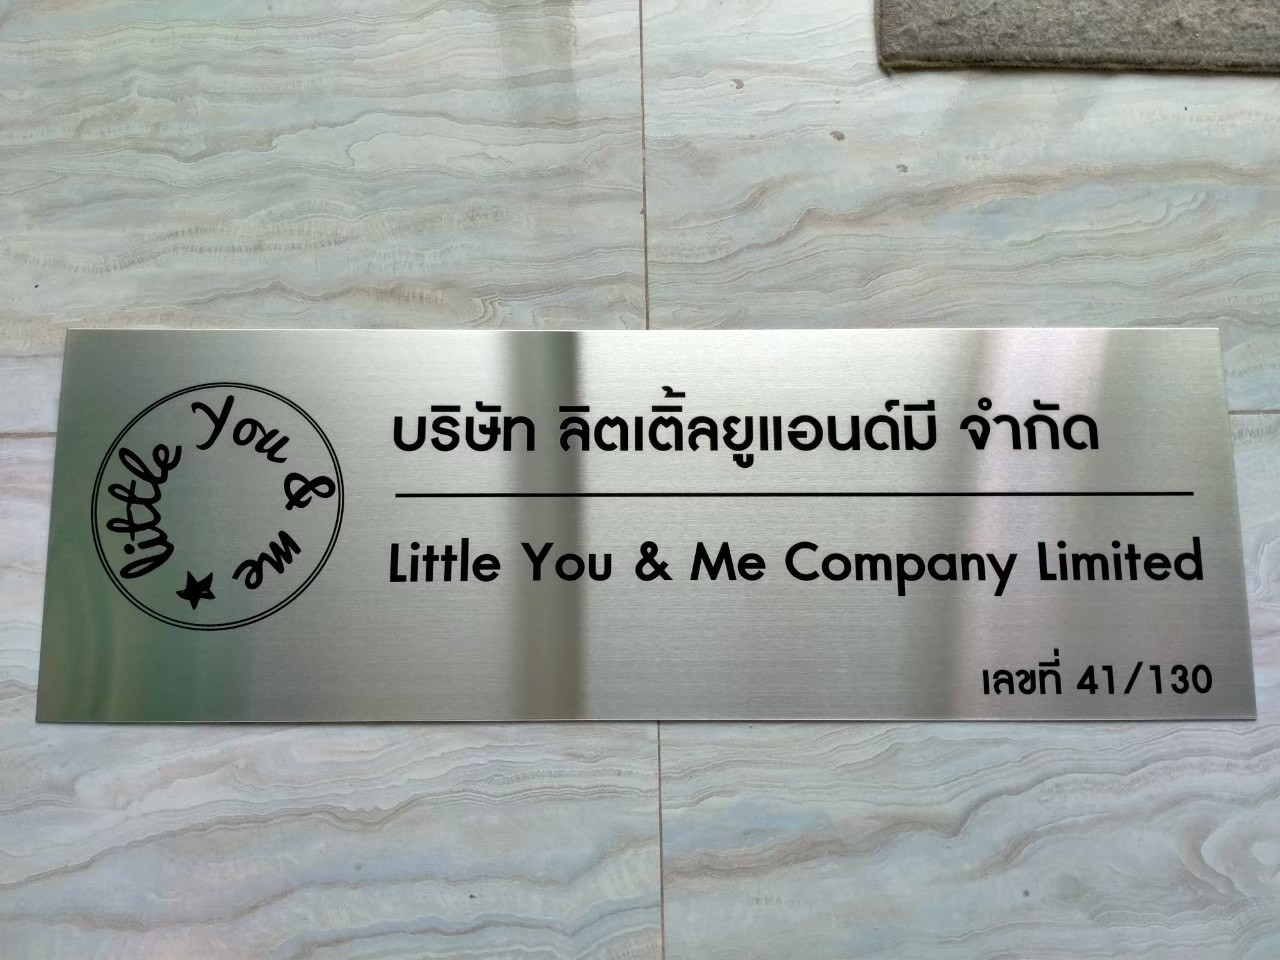 little You & me ★
บริษัท ลิตเติ้ลยูแอนด์มี จำกัด
Little You & Me Company Limited
เลขที่ 41/130